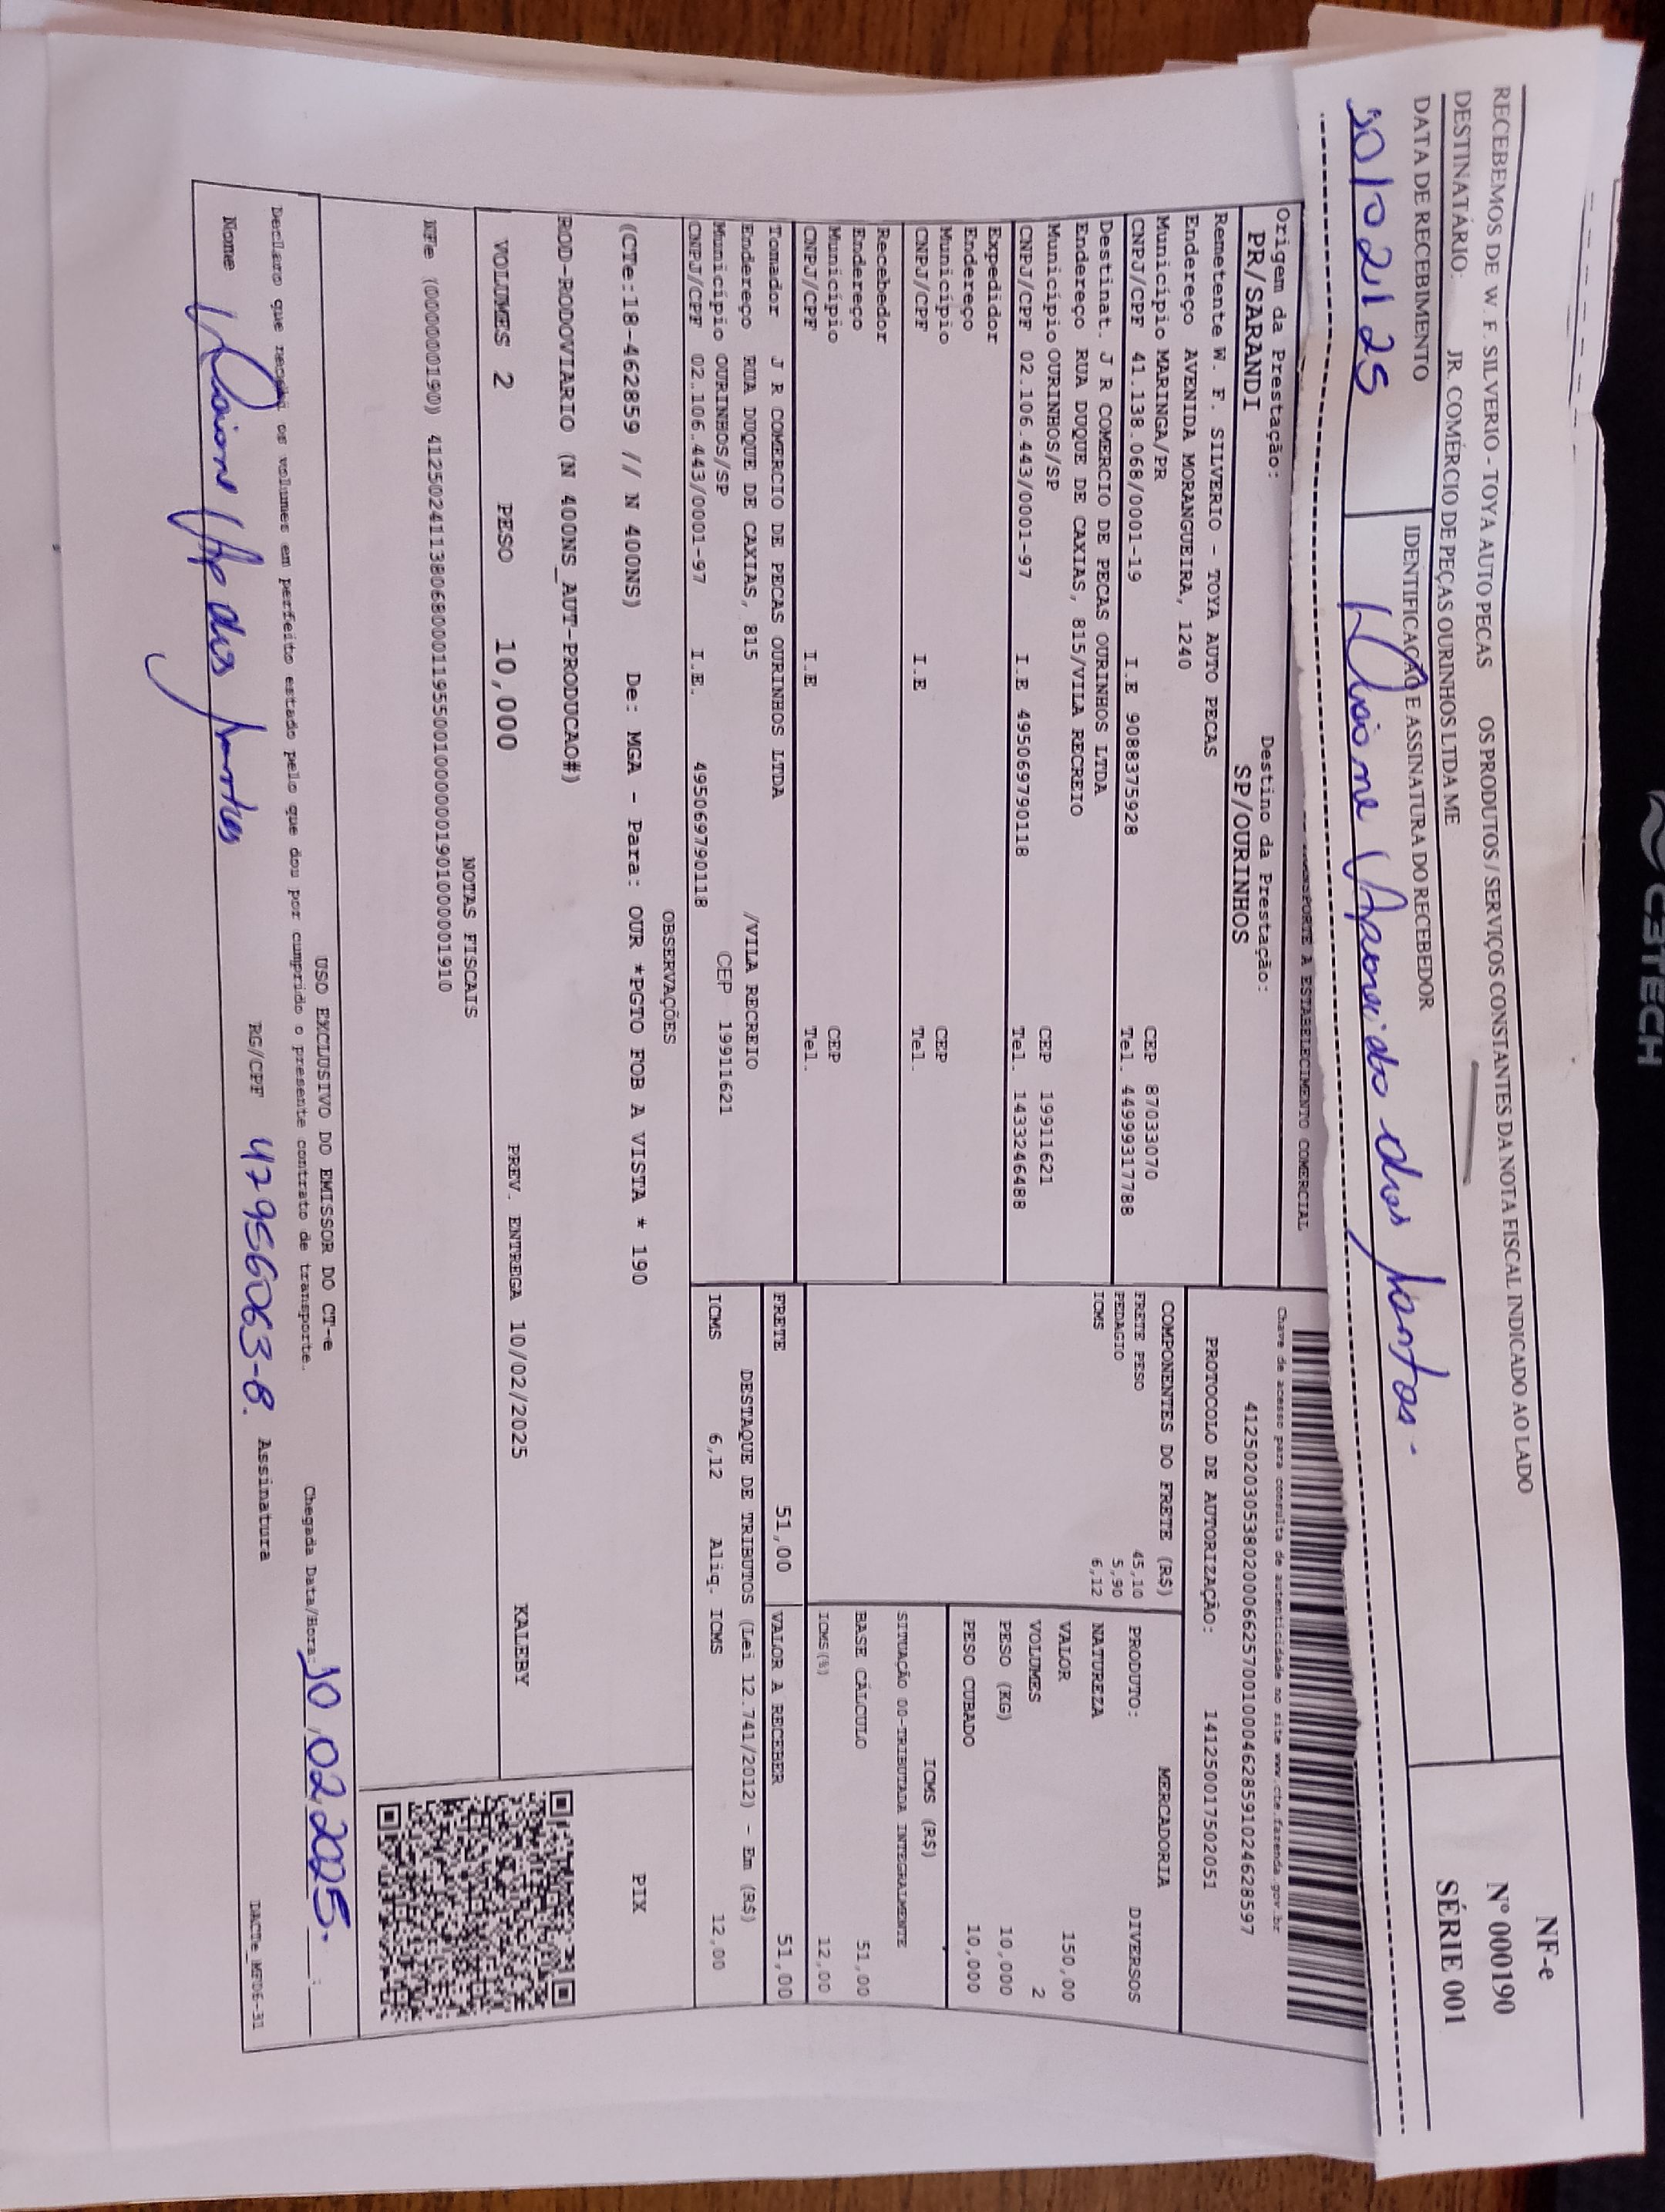 RECEBEMOS DE W. F. SILVERIO - TOYA AUTO PECAS OS PRODUTOS / SERVIÇOS CONSTANTES DA NOTA FISCAL INDICADO AO LADO
DESTINATÁRIO: JR. COMÉRCIO DE PEÇAS OURINHOS LTDA ME
DATA DE RECEBIMENTO
IDENTIFICAÇÃO E ASSINATURA DO RECEBEDOR
10/02/25
Aparecido dos Santos
NF-e
Nº 000190
SÉRIE 001
A ESTABELECIMENTO COMERCIAL
Origem da Prestação:
PR/SARANDI
Destino da Prestação:
SP/OURINHOS
Remetente W. F. SILVERIO - TOYA AUTO PECAS
Endereço AVENIDA MORANGUEIRA, 1240
Município MARINGA/PR CEP 87033070
CNPJ/CPF 41.138.068/0001-19 I.E 9088375928 Tel. 44999317788
Destinat. J R COMERCIO DE PECAS OURINHOS LTDA
Endereço RUA DUQUE DE CAXIAS, 815/VILA RECREIO
Município OURINHOS/SP CEP 19911621
CNPJ/CPF 02.106.443/0001-97 I.E 495069790118 Tel. 1433246488
Expedidor
Endereço
Município CEP
CNPJ/CPF I.E Tel.
Recebedor
Endereço
Município CEP
CNPJ/CPF I.E Tel.
Tomador J R COMERCIO DE PECAS OURINHOS LTDA
Endereço RUA DUQUE DE CAXIAS, 815 /VILA RECREIO
Município OURINHOS/SP CEP 19911621
CNPJ/CPF 02.106.443/0001-97 I.E. 495069790118
Chave de acesso para consulta de autenticidade no site www.cte.fazenda.gov.br
41250203053802000662570010004628591024628597
PROTOCOLO DE AUTORIZAÇÃO: 141250017502051
COMPONENTES DO FRETE (R$)
FRETE PESO 45,10
PEDAGIO 5,90
ICMS 6,12
MERCADORIA
PRODUTO: DIVERSOS
NATUREZA
VALOR 150,00
VOLUMES 2
PESO (KG) 10,000
PESO CUBADO 10,000
ICMS (R$)
SITUAÇÃO 00-TRIBUTADA INTEGRALMENTE
BASE CÁLCULO 51,00
ICMS(%) 12,00
FRETE 51,00
VALOR A RECEBER 51,00
DESTAQUE DE TRIBUTOS (Lei 12.741/2012) - Em (R$)
ICMS 6,12 Aliq. ICMS 12,00
OBSERVAÇÕES
(CTe:18-462859 // N 400NS) De: MGA - Para: OUR *PGTO FOB A VISTA * 190
ROD-RODOVIARIO (N 400NS_AUT-PRODUCAO#)
PIX
VOLUMES 2 PESO 10,000 PREV. ENTREGA 10/02/2025 KALEBY
NOTAS FISCAIS
NFe (000000190) 41250241138068000119550010000001901000001910
USO EXCLUSIVO DO EMISSOR DO CT-e
Declaro que recebi os volumes em perfeito estado pelo que dou por cumprido o presente contrato de transporte.
Chegada Data/Hora: 10.02.2025.
Nome Ap dos Santos RG/CPF 47956063-8. Assinatura
DACTe_MF06-31
CETECH